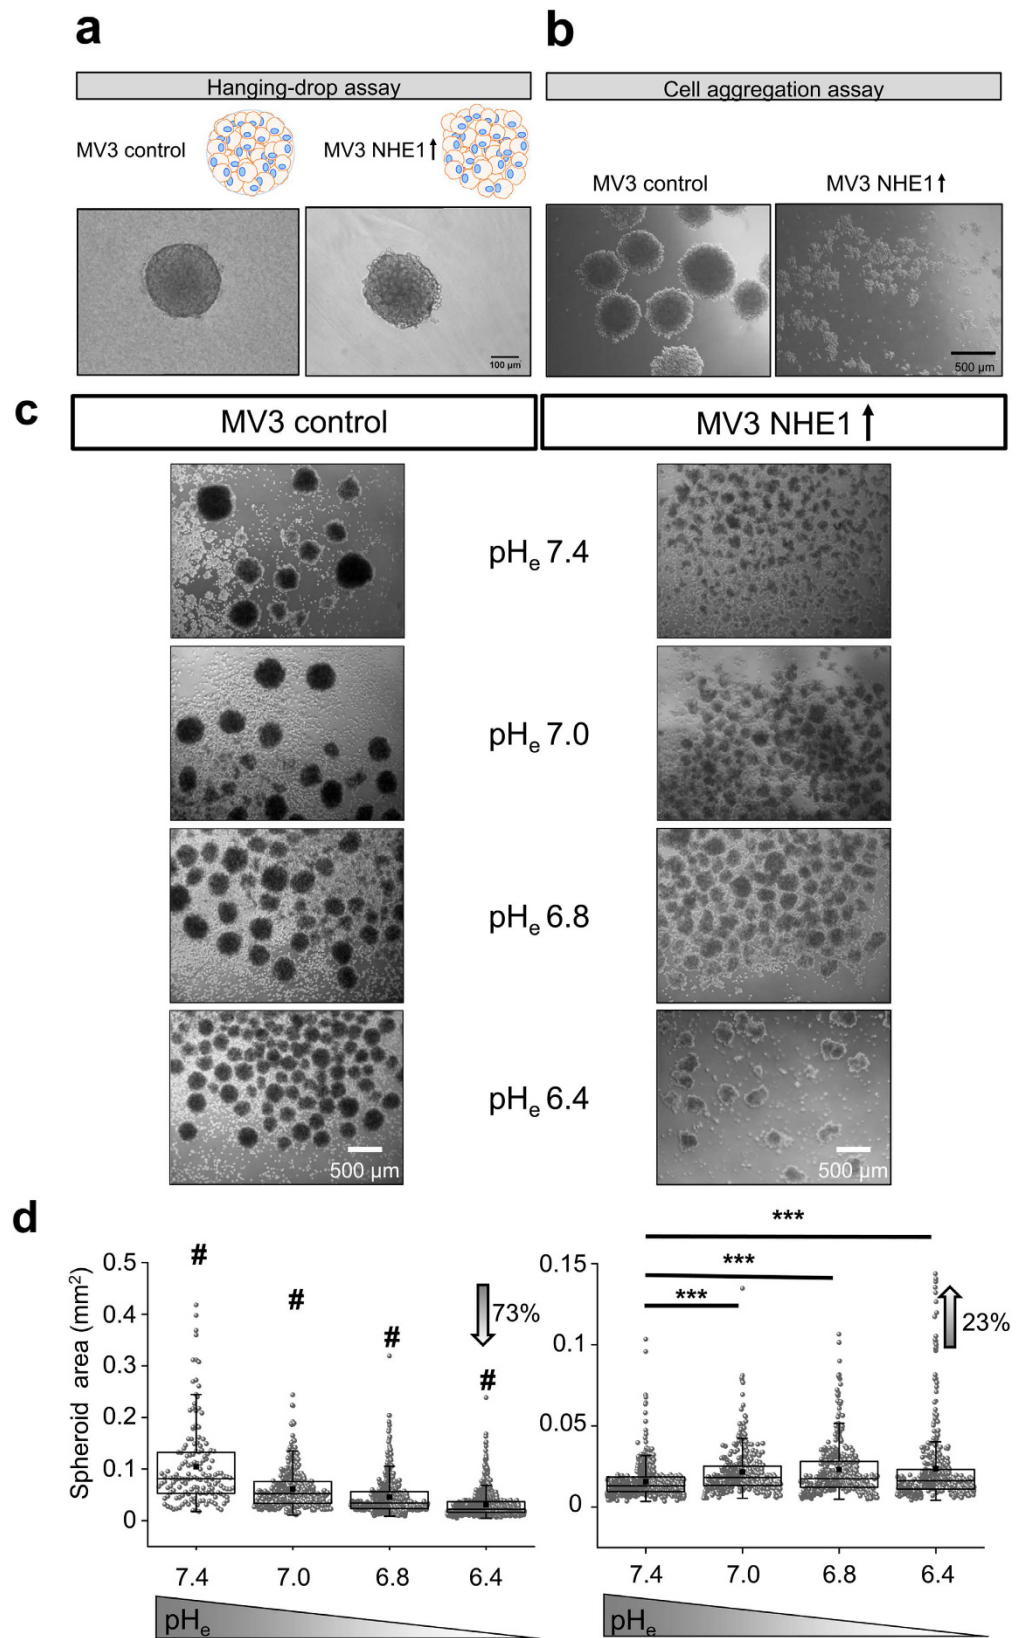 a
Hanging-drop assay
MV3 control
MV3 NHE1↑
100 µm
b
Cell aggregation assay
MV3 control
MV3 NHE1↑
500 µm
c
MV3 control
MV3 NHE1↑
pHe 7.4
pHe 7.0
pHe 6.8
pHe 6.4
500 µm
500 µm
d
Spheroid area (mm²)
0.5
0.4
0.3
0.2
0.1
0
#
#
#
#
73%
7.4 7.0 6.8 6.4
pHe
0.15
0.1
0.05
0
***
***
***
23%
7.4 7.0 6.8 6.4
pHe